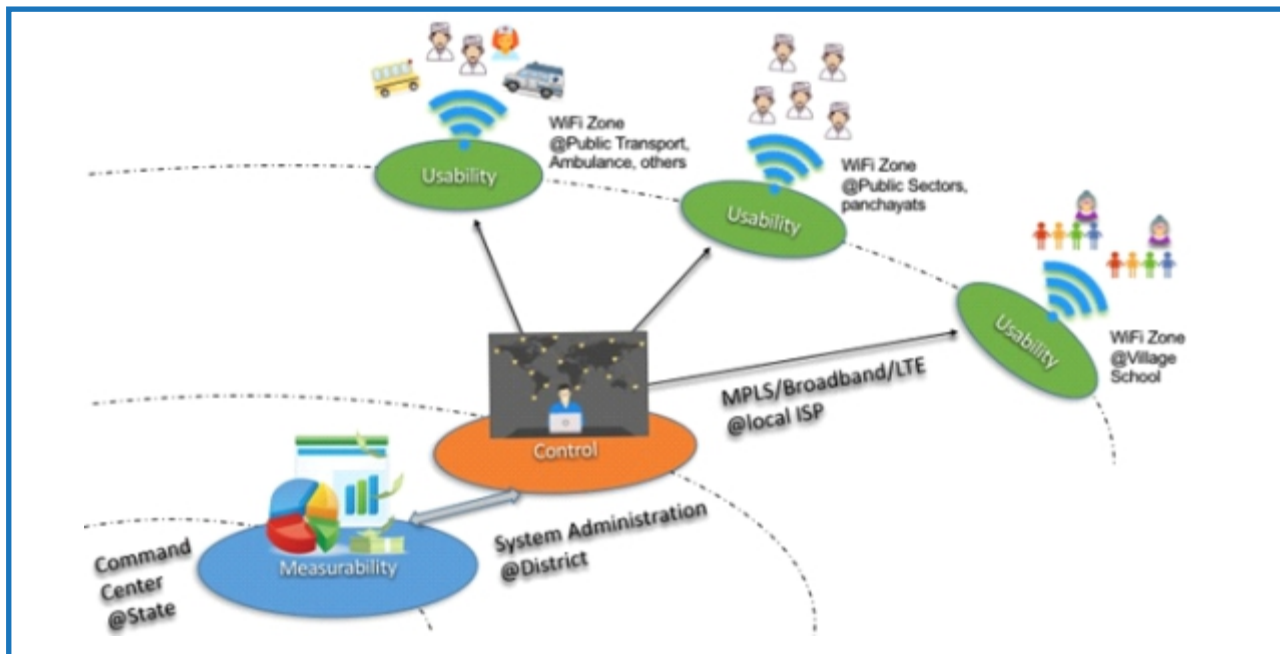 WiFi Zone
@Public Transport,
Ambulance, others
Usability
WiFi Zone
@Public Sectors,
panchayats
Usability
WiFi Zone
@Village
School
Usability
MPLS/Broadband/LTE
@local ISP
Control
System Administration
@District
Measurability
Command
Center
@State